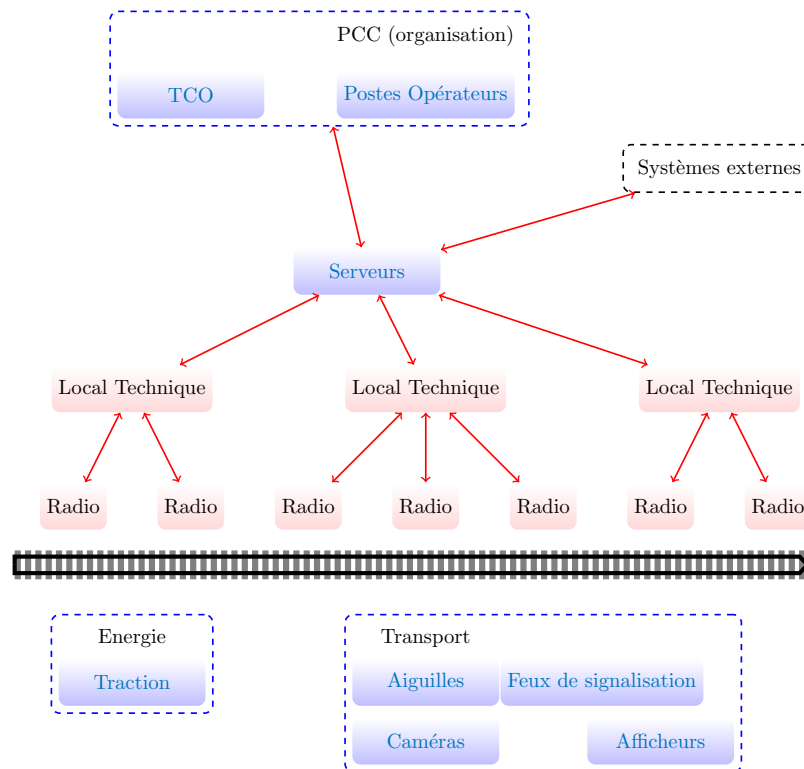 PCC (organisation)
TCO
Postes Opérateurs
Systèmes externes
Serveurs
Local Technique
Local Technique
Local Technique
Radio
Radio
Radio
Radio
Radio
Radio
Radio
Energie
Traction
Transport
Aiguilles
Feux de signalisation
Caméras
Afficheurs